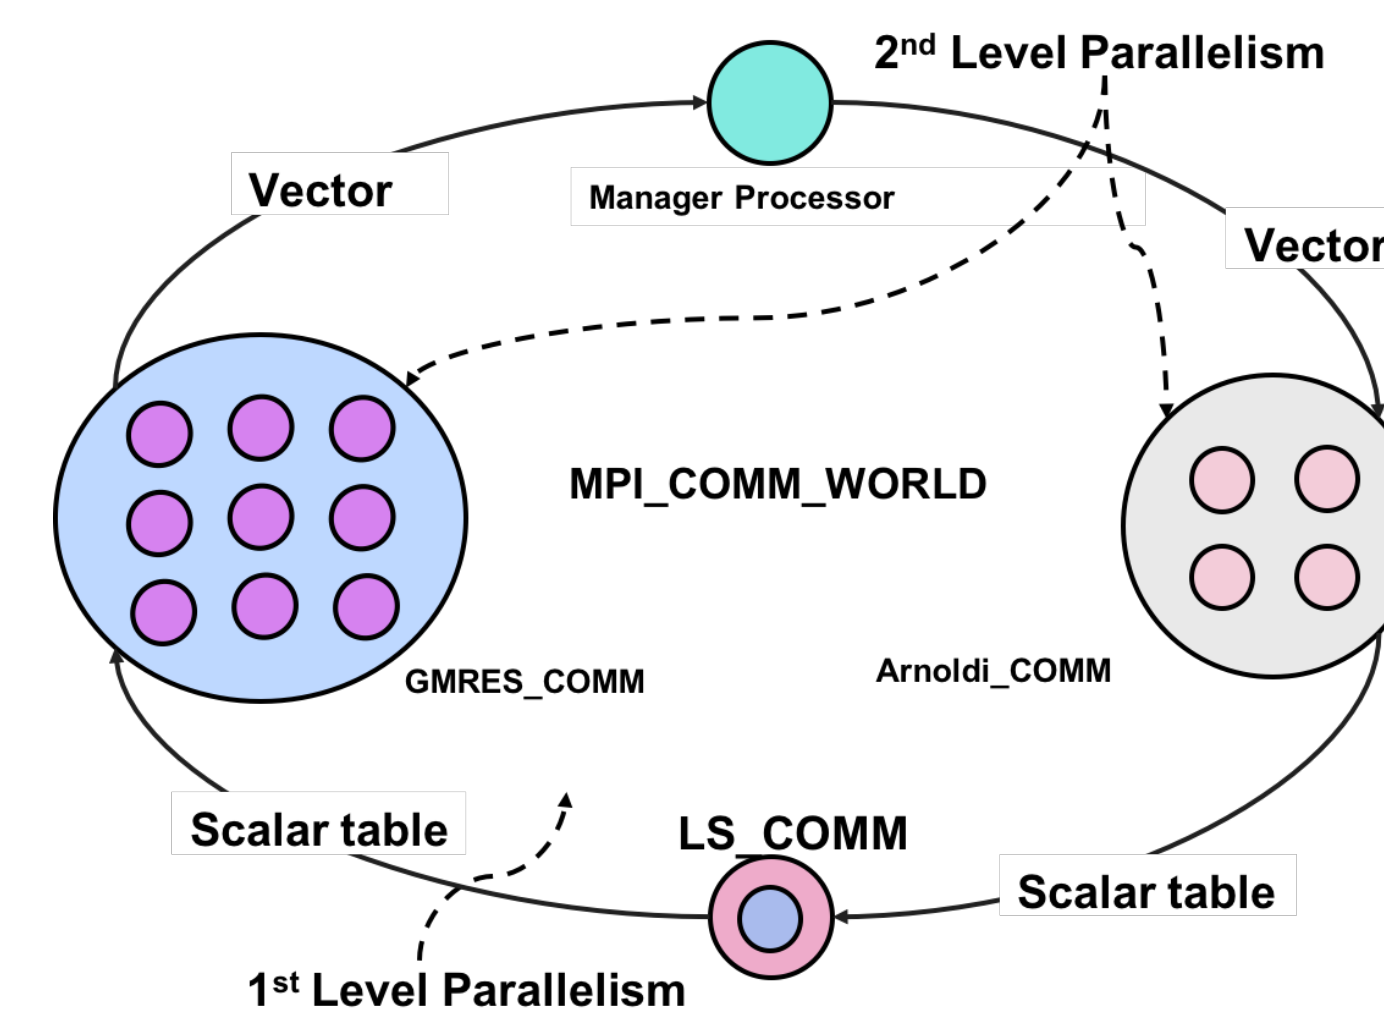 2nd Level Parallelism
Vector
Manager Processor
Vector
MPI_COMM_WORLD
GMRES_COMM
Arnoldi_COMM
Scalar table
LS_COMM
Scalar table
1st Level Parallelism